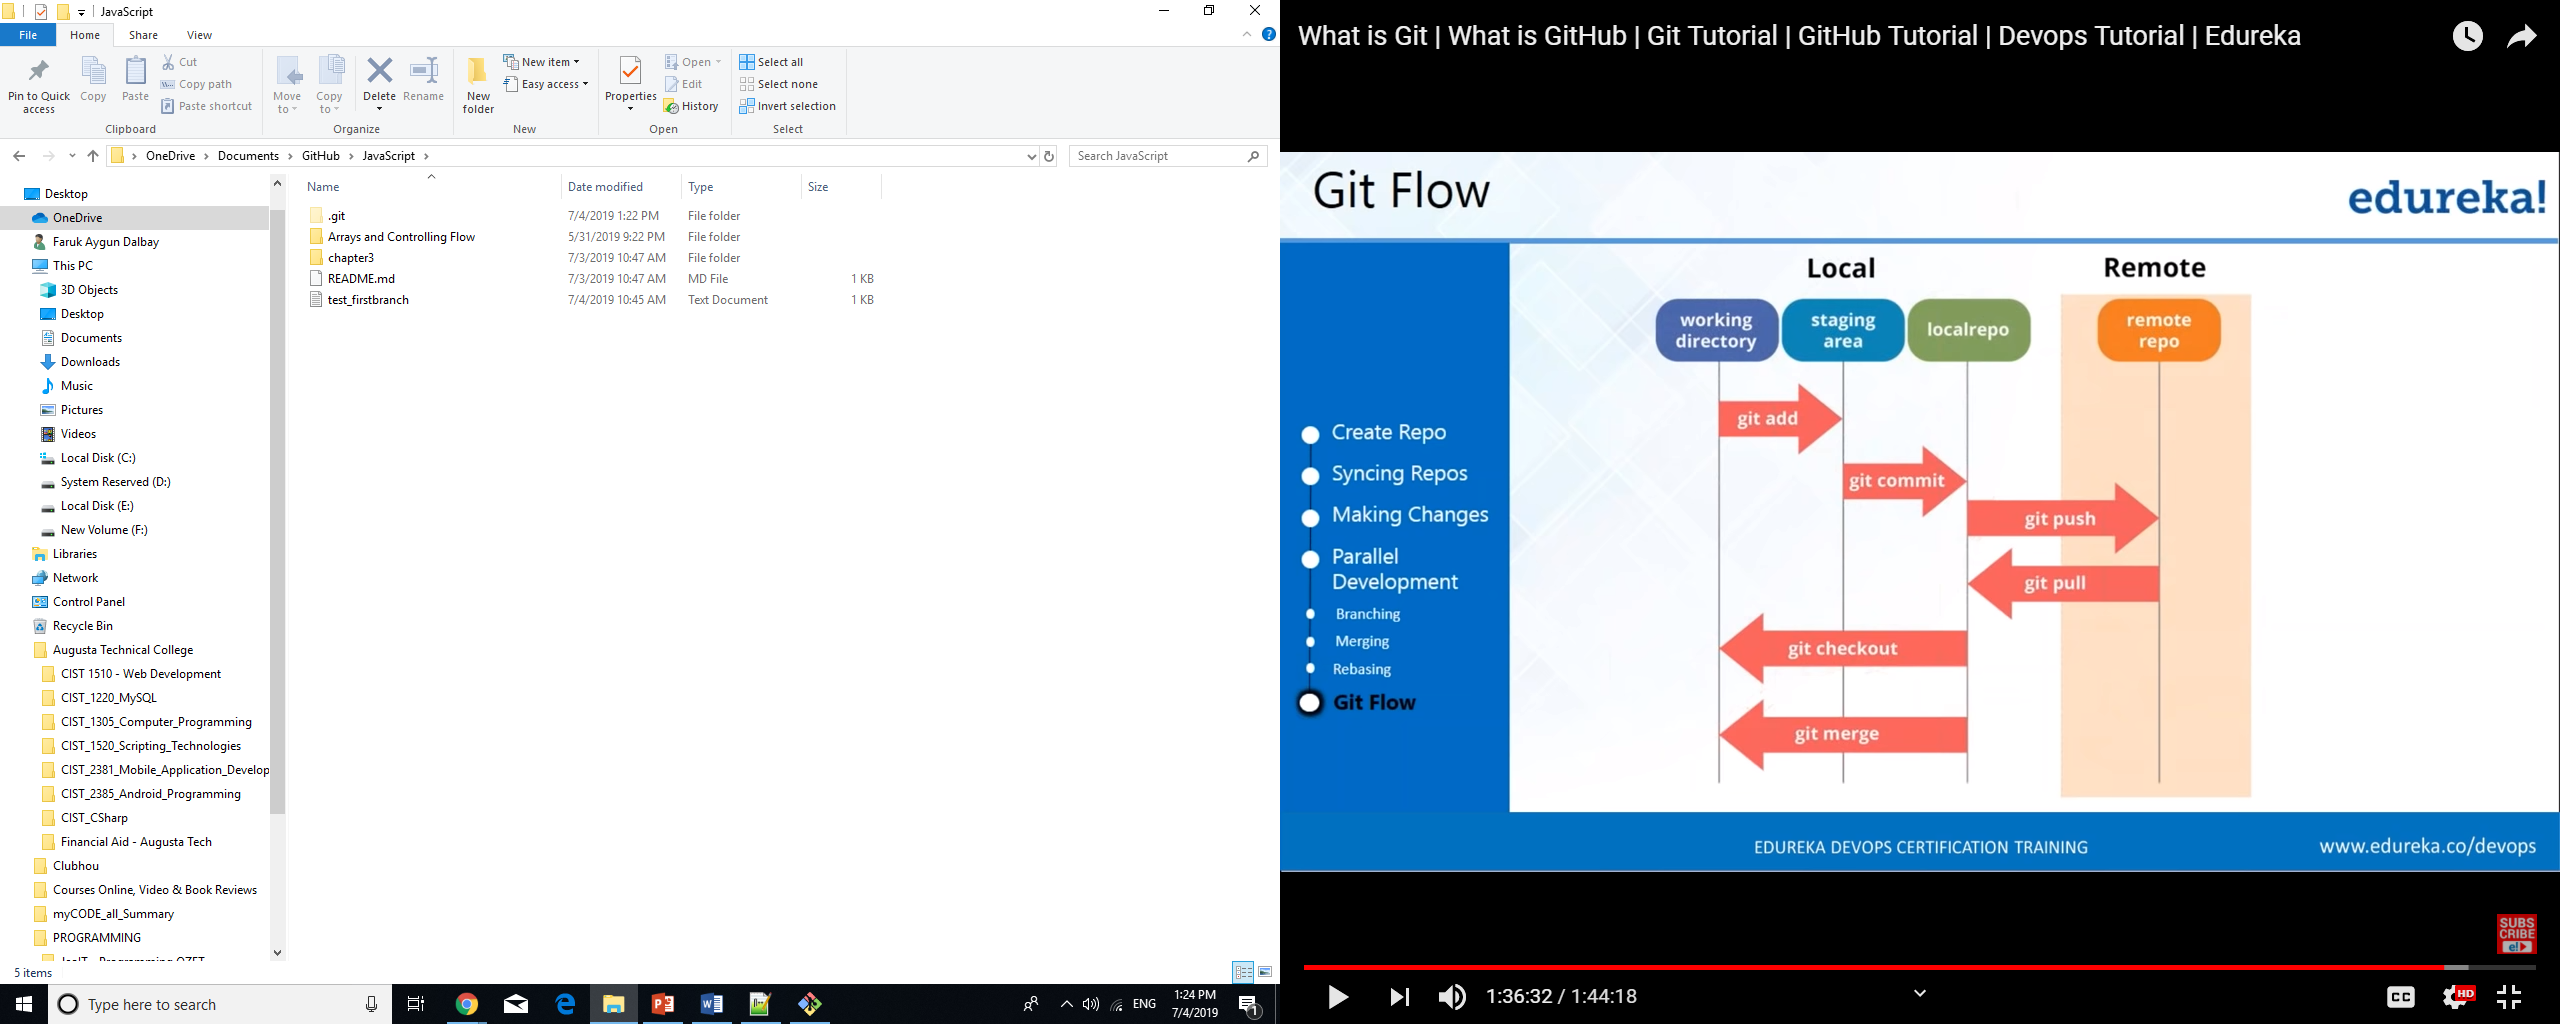 JavaScript
File Home Share View
Pin to Quick access
Copy
Paste
Cut
Copy path
Paste shortcut
Clipboard
Move to
Copy to
Delete
Rename
Organize
New folder
New item
Easy access
New
Properties
Open
Edit
History
Open
Select all
Select none
Invert selection
Select
OneDrive › Documents › GitHub › JavaScript ›
Search JavaScript
Desktop
OneDrive
Faruk Aygun Dalbay
This PC
3D Objects
Desktop
Documents
Downloads
Music
Pictures
Videos
Local Disk (C:)
System Reserved (D:)
Local Disk (E:)
New Volume (F:)
Libraries
Network
Control Panel
Recycle Bin
Augusta Technical College
CIST 1510 - Web Development
CIST_1220_MySQL
CIST_1305_Computer_Programming
CIST_1520_Scripting_Technologies
CIST_2381_Mobile_Application_Develop
CIST_2385_Android_Programming
CIST_CSharp
Financial Aid - Augusta Tech
Clubhou
Courses Online, Video & Book Reviews
myCODE_all_Summary
PROGRAMMING
Name Date modified Type Size
.git 7/4/2019 1:22 PM File folder
Arrays and Controlling Flow 5/31/2019 9:22 PM File folder
chapter3 7/3/2019 10:47 AM File folder
README.md 7/3/2019 10:47 AM MD File 1 KB
test_firstbranch 7/4/2019 10:45 AM Text Document 1 KB
5 items
Type here to search
ENG
1:24 PM
7/4/2019
1
What is Git | What is GitHub | Git Tutorial | GitHub Tutorial | Devops Tutorial | Edureka
Git Flow
edureka!
Create Repo
Syncing Repos
Making Changes
Parallel
Development
Branching
Merging
Rebasing
Git Flow
Local Remote
working directory
staging area
localrepo
remote repo
git add
git commit
git push
git pull
git checkout
git merge
EDUREKA DEVOPS CERTIFICATION TRAINING
www.edureka.co/devops
SUBS
CRIBE
e!
1:36:32 / 1:44:18
CC
HD